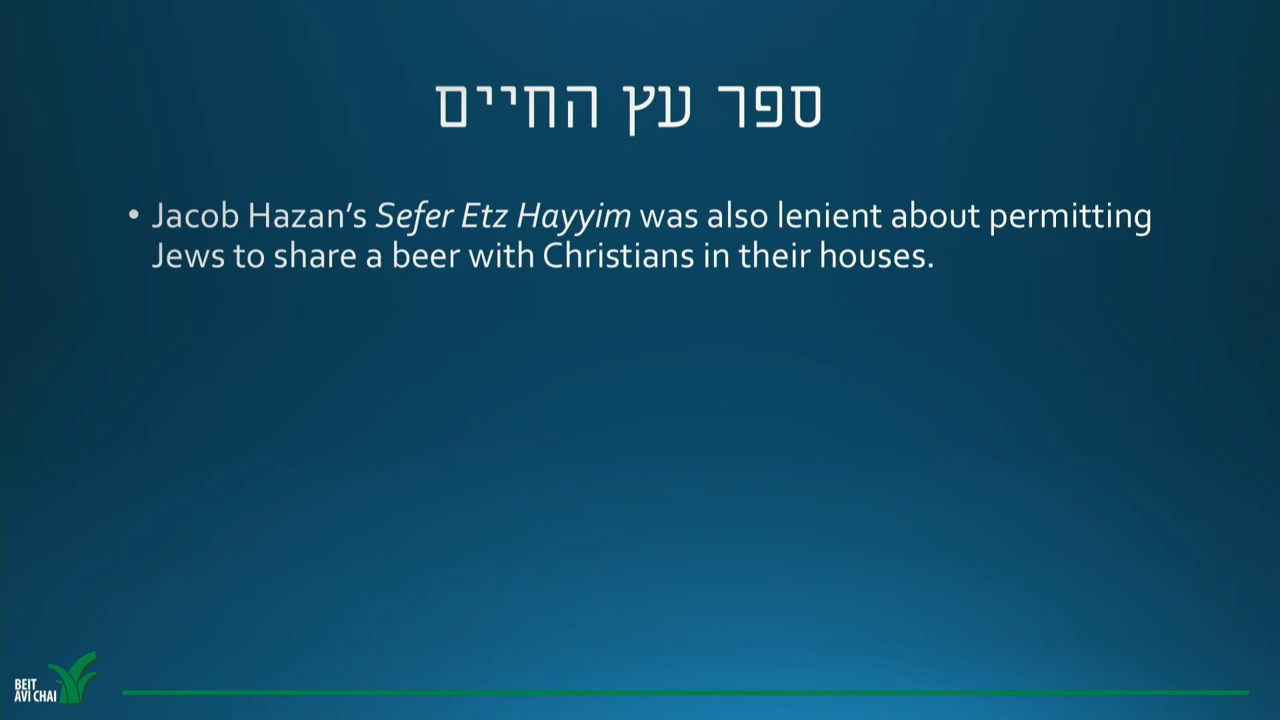 ספר עץ החיים
• Jacob Hazan's Sefer Etz Hayyim was also lenient about permitting
Jews to share a beer with Christians in their houses.
BEIT
AVI CHAI